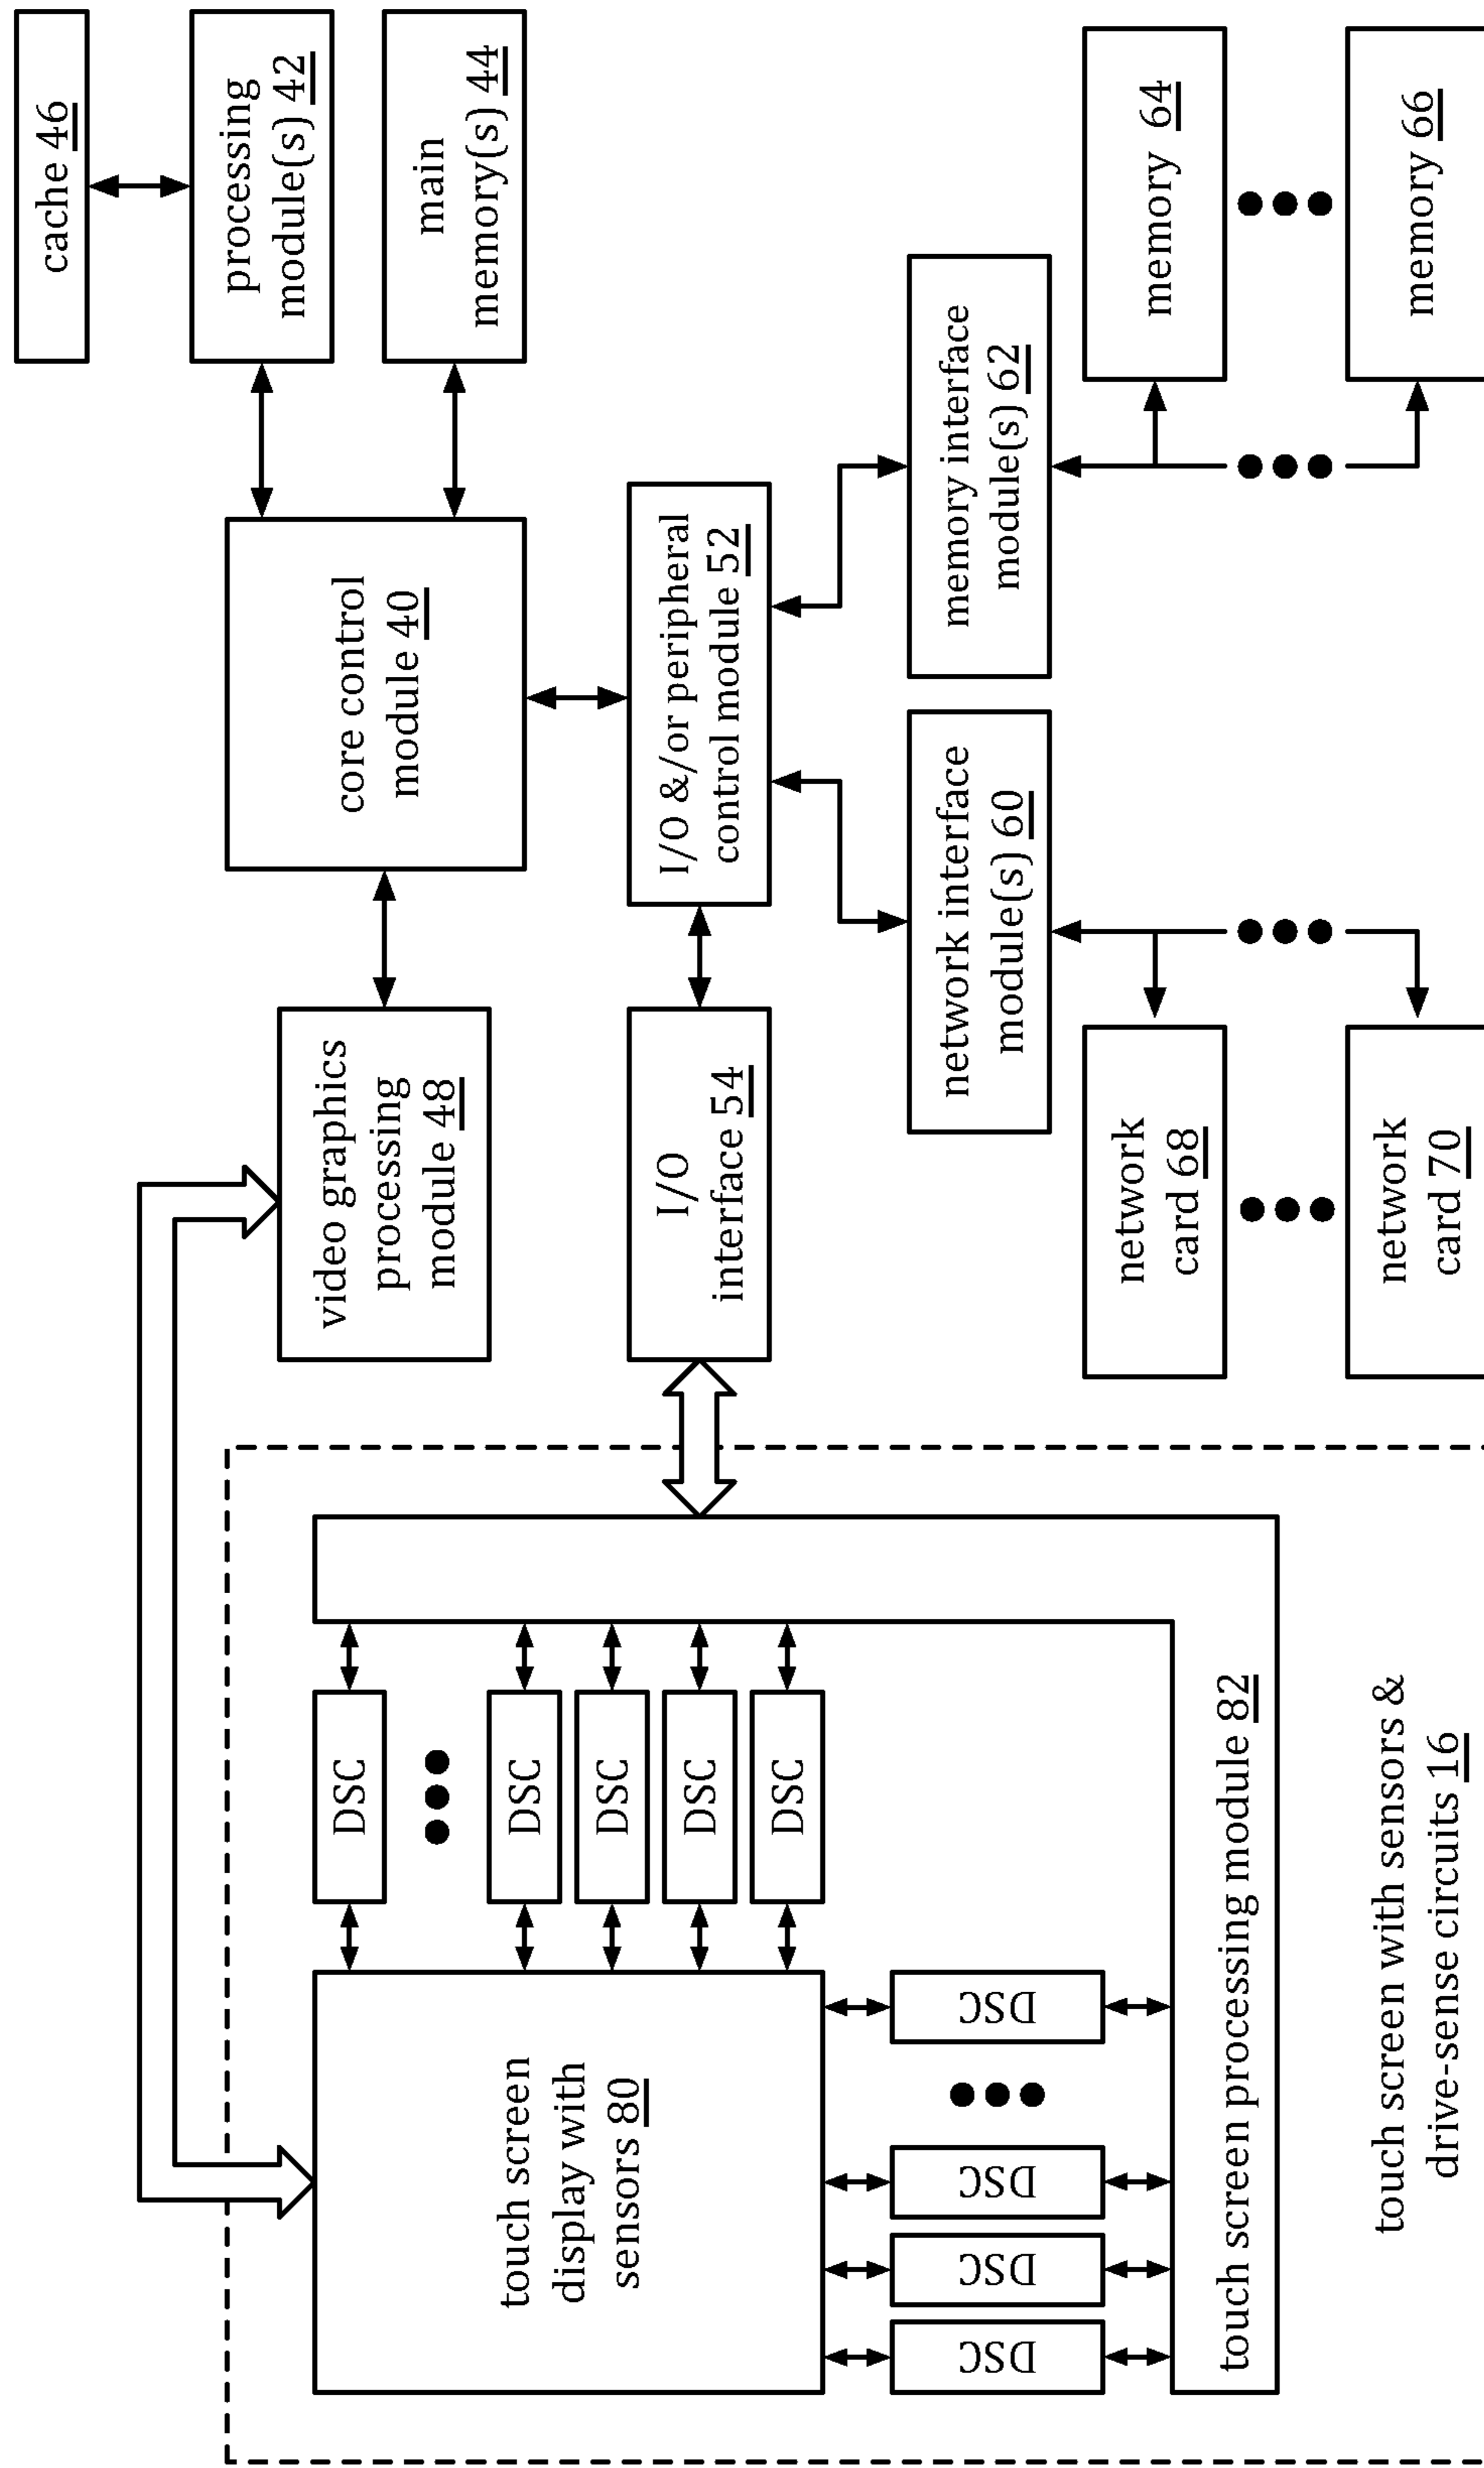 cache 46
processing
module(s) 42
main
memory(s) 44
core control
module 40
video graphics
processing
module 48
I/O &/or peripheral
control module 52
I/O
interface 54
memory interface
module(s) 62
network interface
module(s) 60
memory 64
memory 66
network
card 68
network
card 70
touch screen
display with
sensors 80
DSC
DSC
DSC
DSC
DSC
DSC
DSC
DSC
DSC
touch screen processing module 82
touch screen with sensors &
drive-sense circuits 16